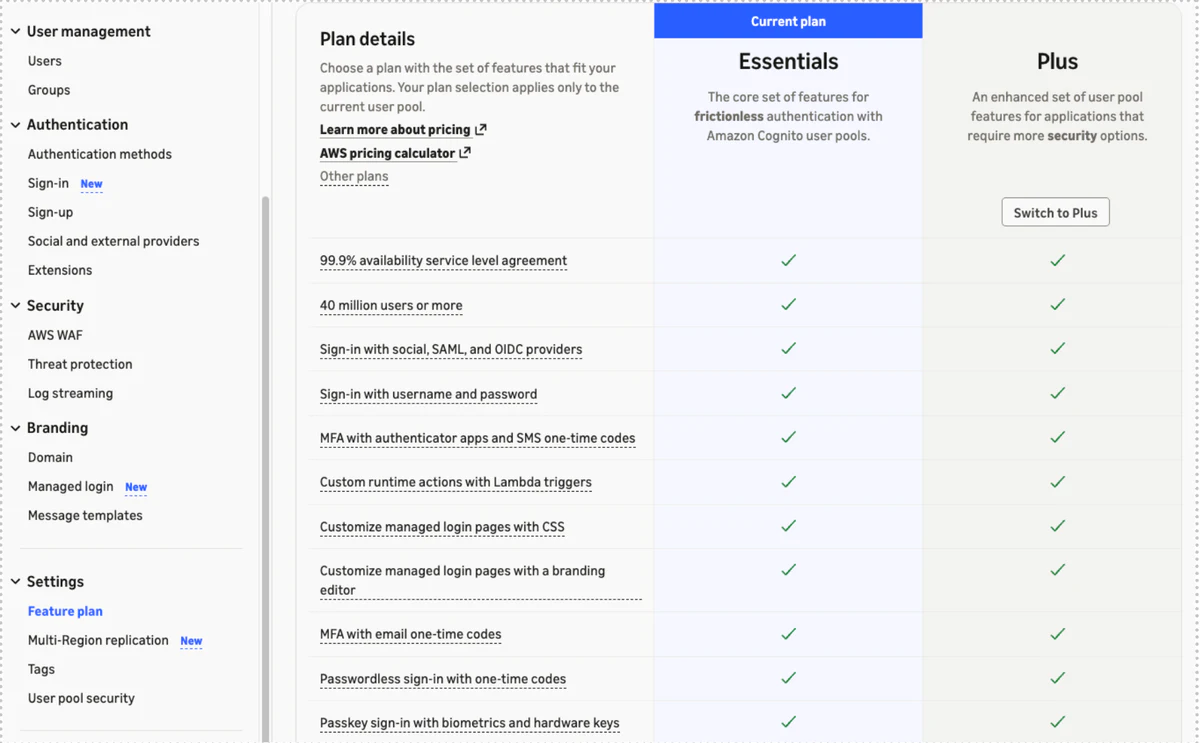 User management
Users
Groups
Authentication
Authentication methods
Sign-in New
Sign-up
Social and external providers
Extensions
Security
AWS WAF
Threat protection
Log streaming
Branding
Domain
Managed login New
Message templates
Settings
Feature plan
Multi-Region replication New
Tags
User pool security
Plan details
Choose a plan with the set of features that fit your
applications. Your plan selection applies only to the
current user pool.
Learn more about pricing
AWS pricing calculator
Other plans
Current plan
Essentials
The core set of features for
frictionless authentication with
Amazon Cognito user pools.
Plus
An enhanced set of user pool
features for applications that
require more security options.
Switch to Plus
99.9% availability service level agreement
40 million users or more
Sign-in with social, SAML, and OIDC providers
Sign-in with username and password
MFA with authenticator apps and SMS one-time codes
Custom runtime actions with Lambda triggers
Customize managed login pages with CSS
Customize managed login pages with a branding
editor
MFA with email one-time codes
Passwordless sign-in with one-time codes
Passkey sign-in with biometrics and hardware keys